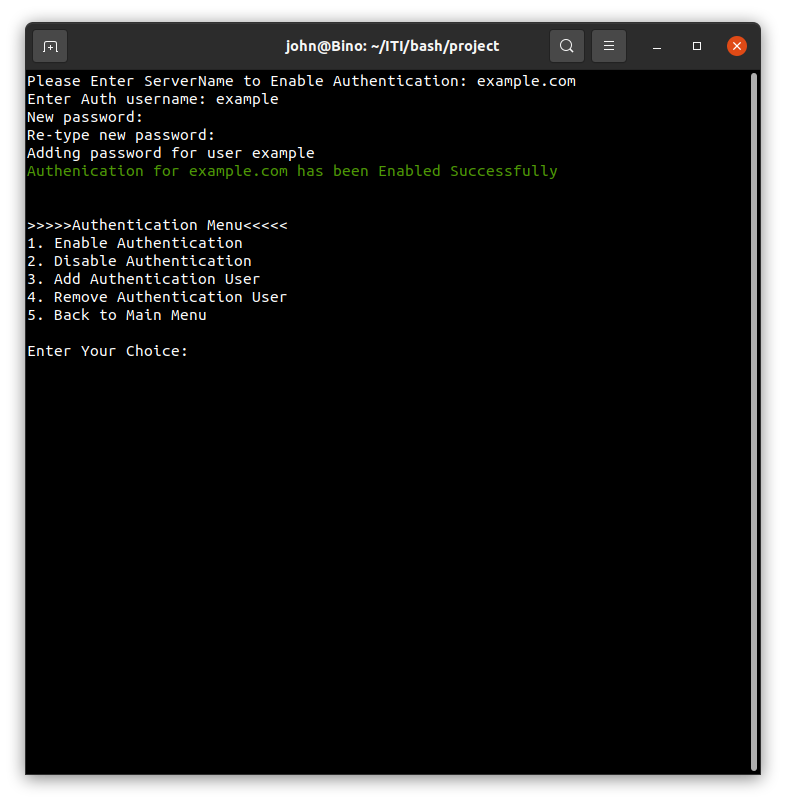 john@Bino: ~/ITI/bash/project
Please Enter ServerName to Enable Authentication: example.com
Enter Auth username: example
New password:
Re-type new password:
Adding password for user example
Authenication for example.com has been Enabled Successfully
>>>>>Authentication Menu<<<<<
1. Enable Authentication
2. Disable Authentication
3. Add Authentication User
4. Remove Authentication User
5. Back to Main Menu
Enter Your Choice: